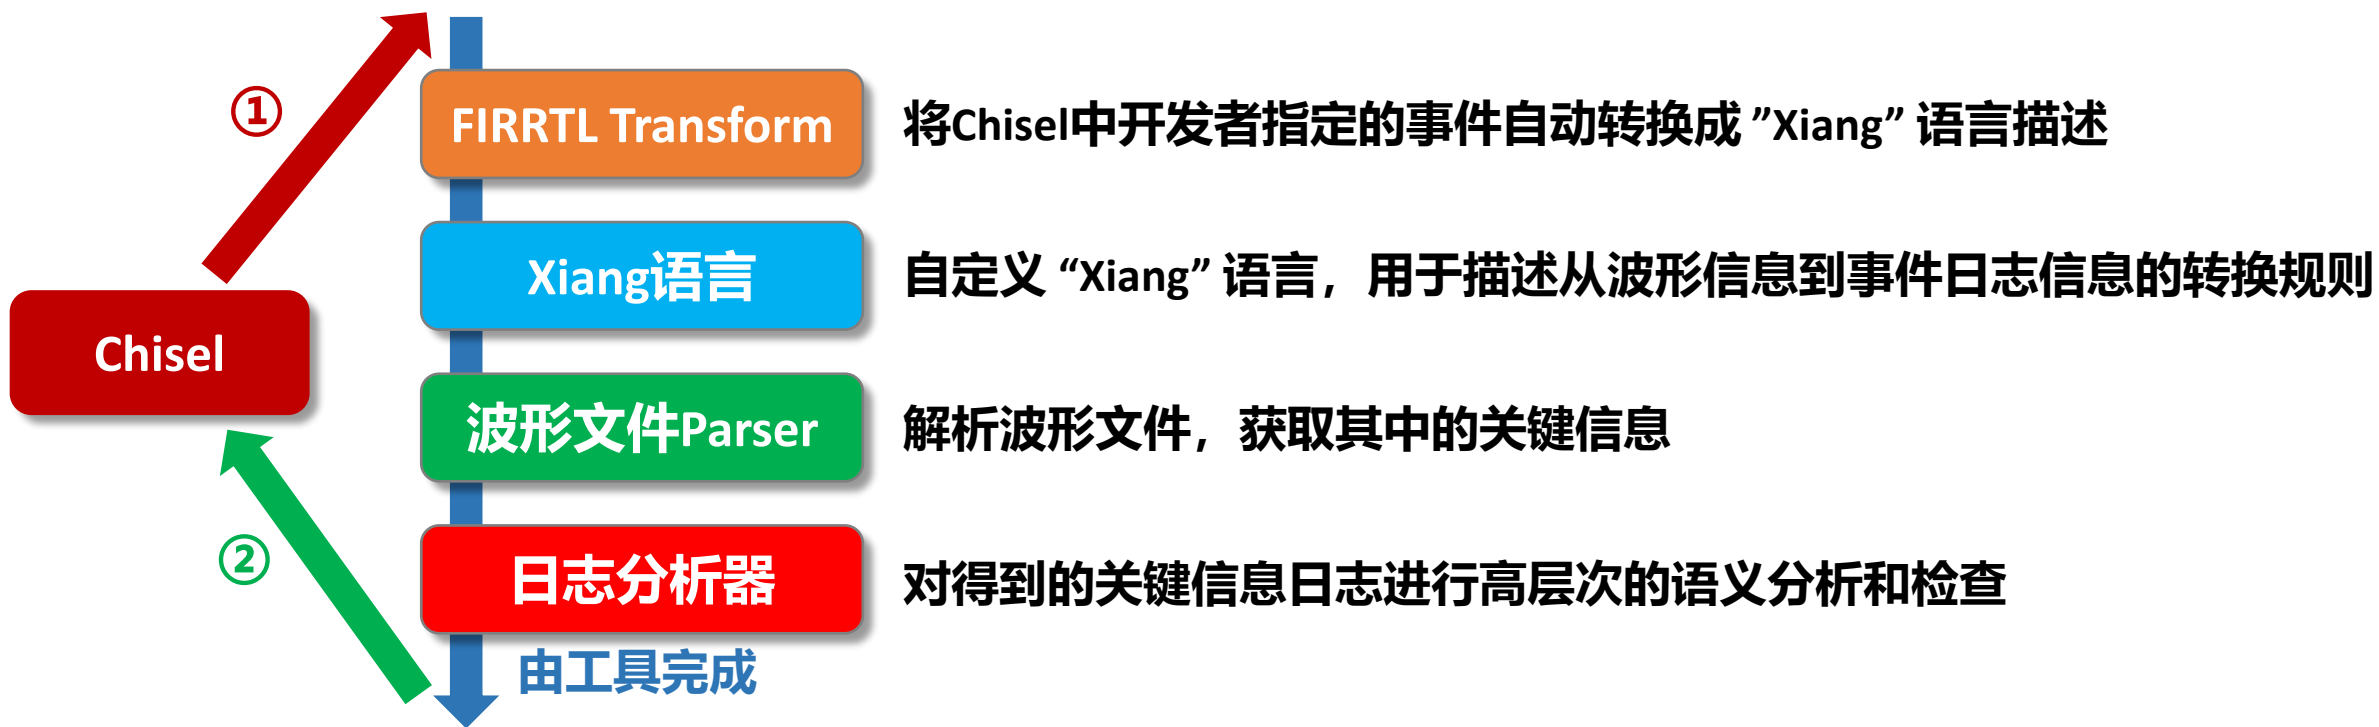 ①
FIRRTL Transform
将Chisel中开发者指定的事件自动转换成 ”Xiang” 语言描述
Xiang语言
自定义 “Xiang” 语言，用于描述从波形信息到事件日志信息的转换规则
Chisel
波形文件Parser
解析波形文件，获取其中的关键信息
②
日志分析器
对得到的关键信息日志进行高层次的语义分析和检查
由工具完成